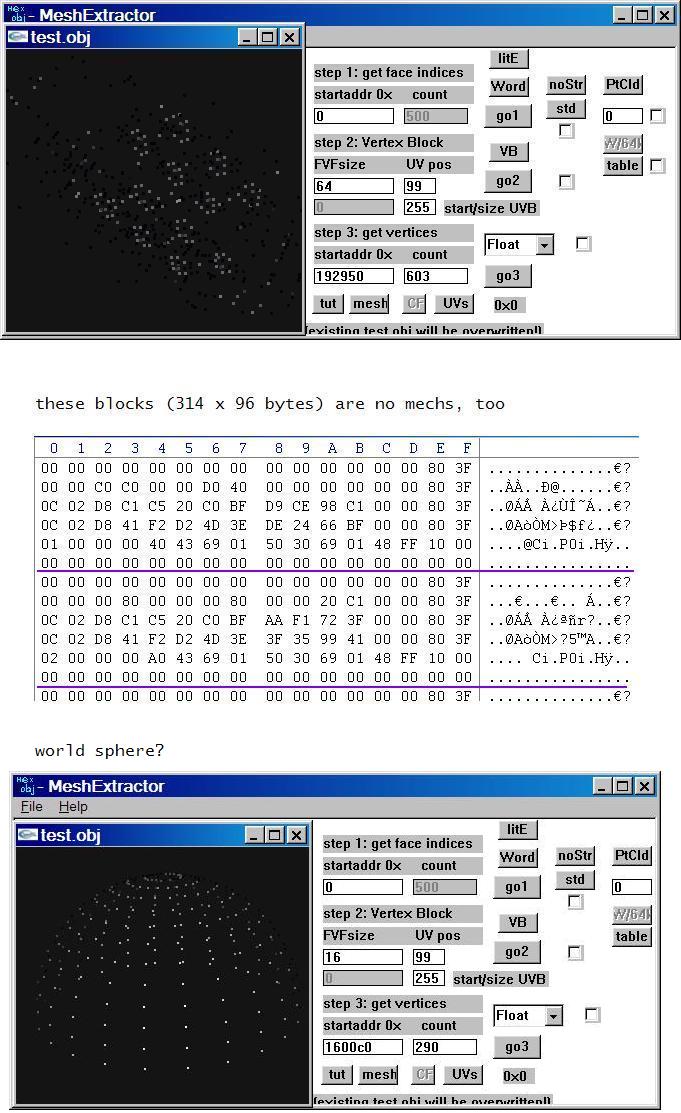 Hex obj - MeshExtractor
test.obj
step 1: get face indices
startaddr 0x count
0 500
step 2: Vertex Block
FVFsize UV pos
64 99
0 255 start/size UVB
step 3: get vertices
startaddr 0x count
192950 603
tut mesh CF UVs
(existing test.obj will be overwritten!)
litE
Word
go1
VB
go2
Float
go3
0x0
noStr
std
PtCld
0
table
these blocks (314 x 96 bytes) are no mechs, too
0 1 2 3 4 5 6 7 8 9 A B C D E F
00 00 00 00 00 00 00 00 00 00 00 00 00 00 80 3F ..............€?
00 00 C0 C0 00 00 D0 40 00 00 00 00 00 00 80 3F ..ÀÀ..Ð@......€?
0C 02 D8 C1 C5 20 C0 BF D9 CE 98 C1 00 00 80 3F ..ØÁÅ À¿ÙÎ˜Á..€?
0C 02 D8 41 F2 D2 4D 3E DE 24 66 BF 00 00 80 3F ..ØAòÒM>Þ$f¿..€?
01 00 00 00 40 43 69 01 50 30 69 01 48 FF 10 00 ....@Ci.P0i.Hÿ..
00 00 00 00 00 00 00 00 00 00 00 00 00 00 00 00 ................
00 00 00 00 00 00 00 00 00 00 00 00 00 00 80 3F ..............€?
00 00 00 80 00 00 00 80 00 00 20 C1 00 00 80 3F ...€...€.. Á..€?
0C 02 D8 C1 C5 20 C0 BF AA F1 72 3F 00 00 80 3F ..ØÁÅ À¿ªñr?..€?
0C 02 D8 41 F2 D2 4D 3E 3F 35 99 41 00 00 80 3F ..ØAòÒM>?5™A..€?
02 00 00 00 A0 43 69 01 50 30 69 01 48 FF 10 00 .... Ci.P0i.Hÿ..
00 00 00 00 00 00 00 00 00 00 00 00 00 00 00 00 ................
00 00 00 00 00 00 00 00 00 00 00 00 00 00 80 3F ..............€?
world sphere?
Hex obj - MeshExtractor
File Help
test.obj
step 1: get face indices
startaddr 0x count
0 500
step 2: Vertex Block
FVFsize UV pos
16 99
0 255 start/size UVB
step 3: get vertices
startaddr 0x count
1600c0 290
tut mesh CF UVs
(existing test.obj will be overwritten!)
litE
Word
go1
VB
go2
Float
go3
0x0
noStr
std
PtCld
0
table